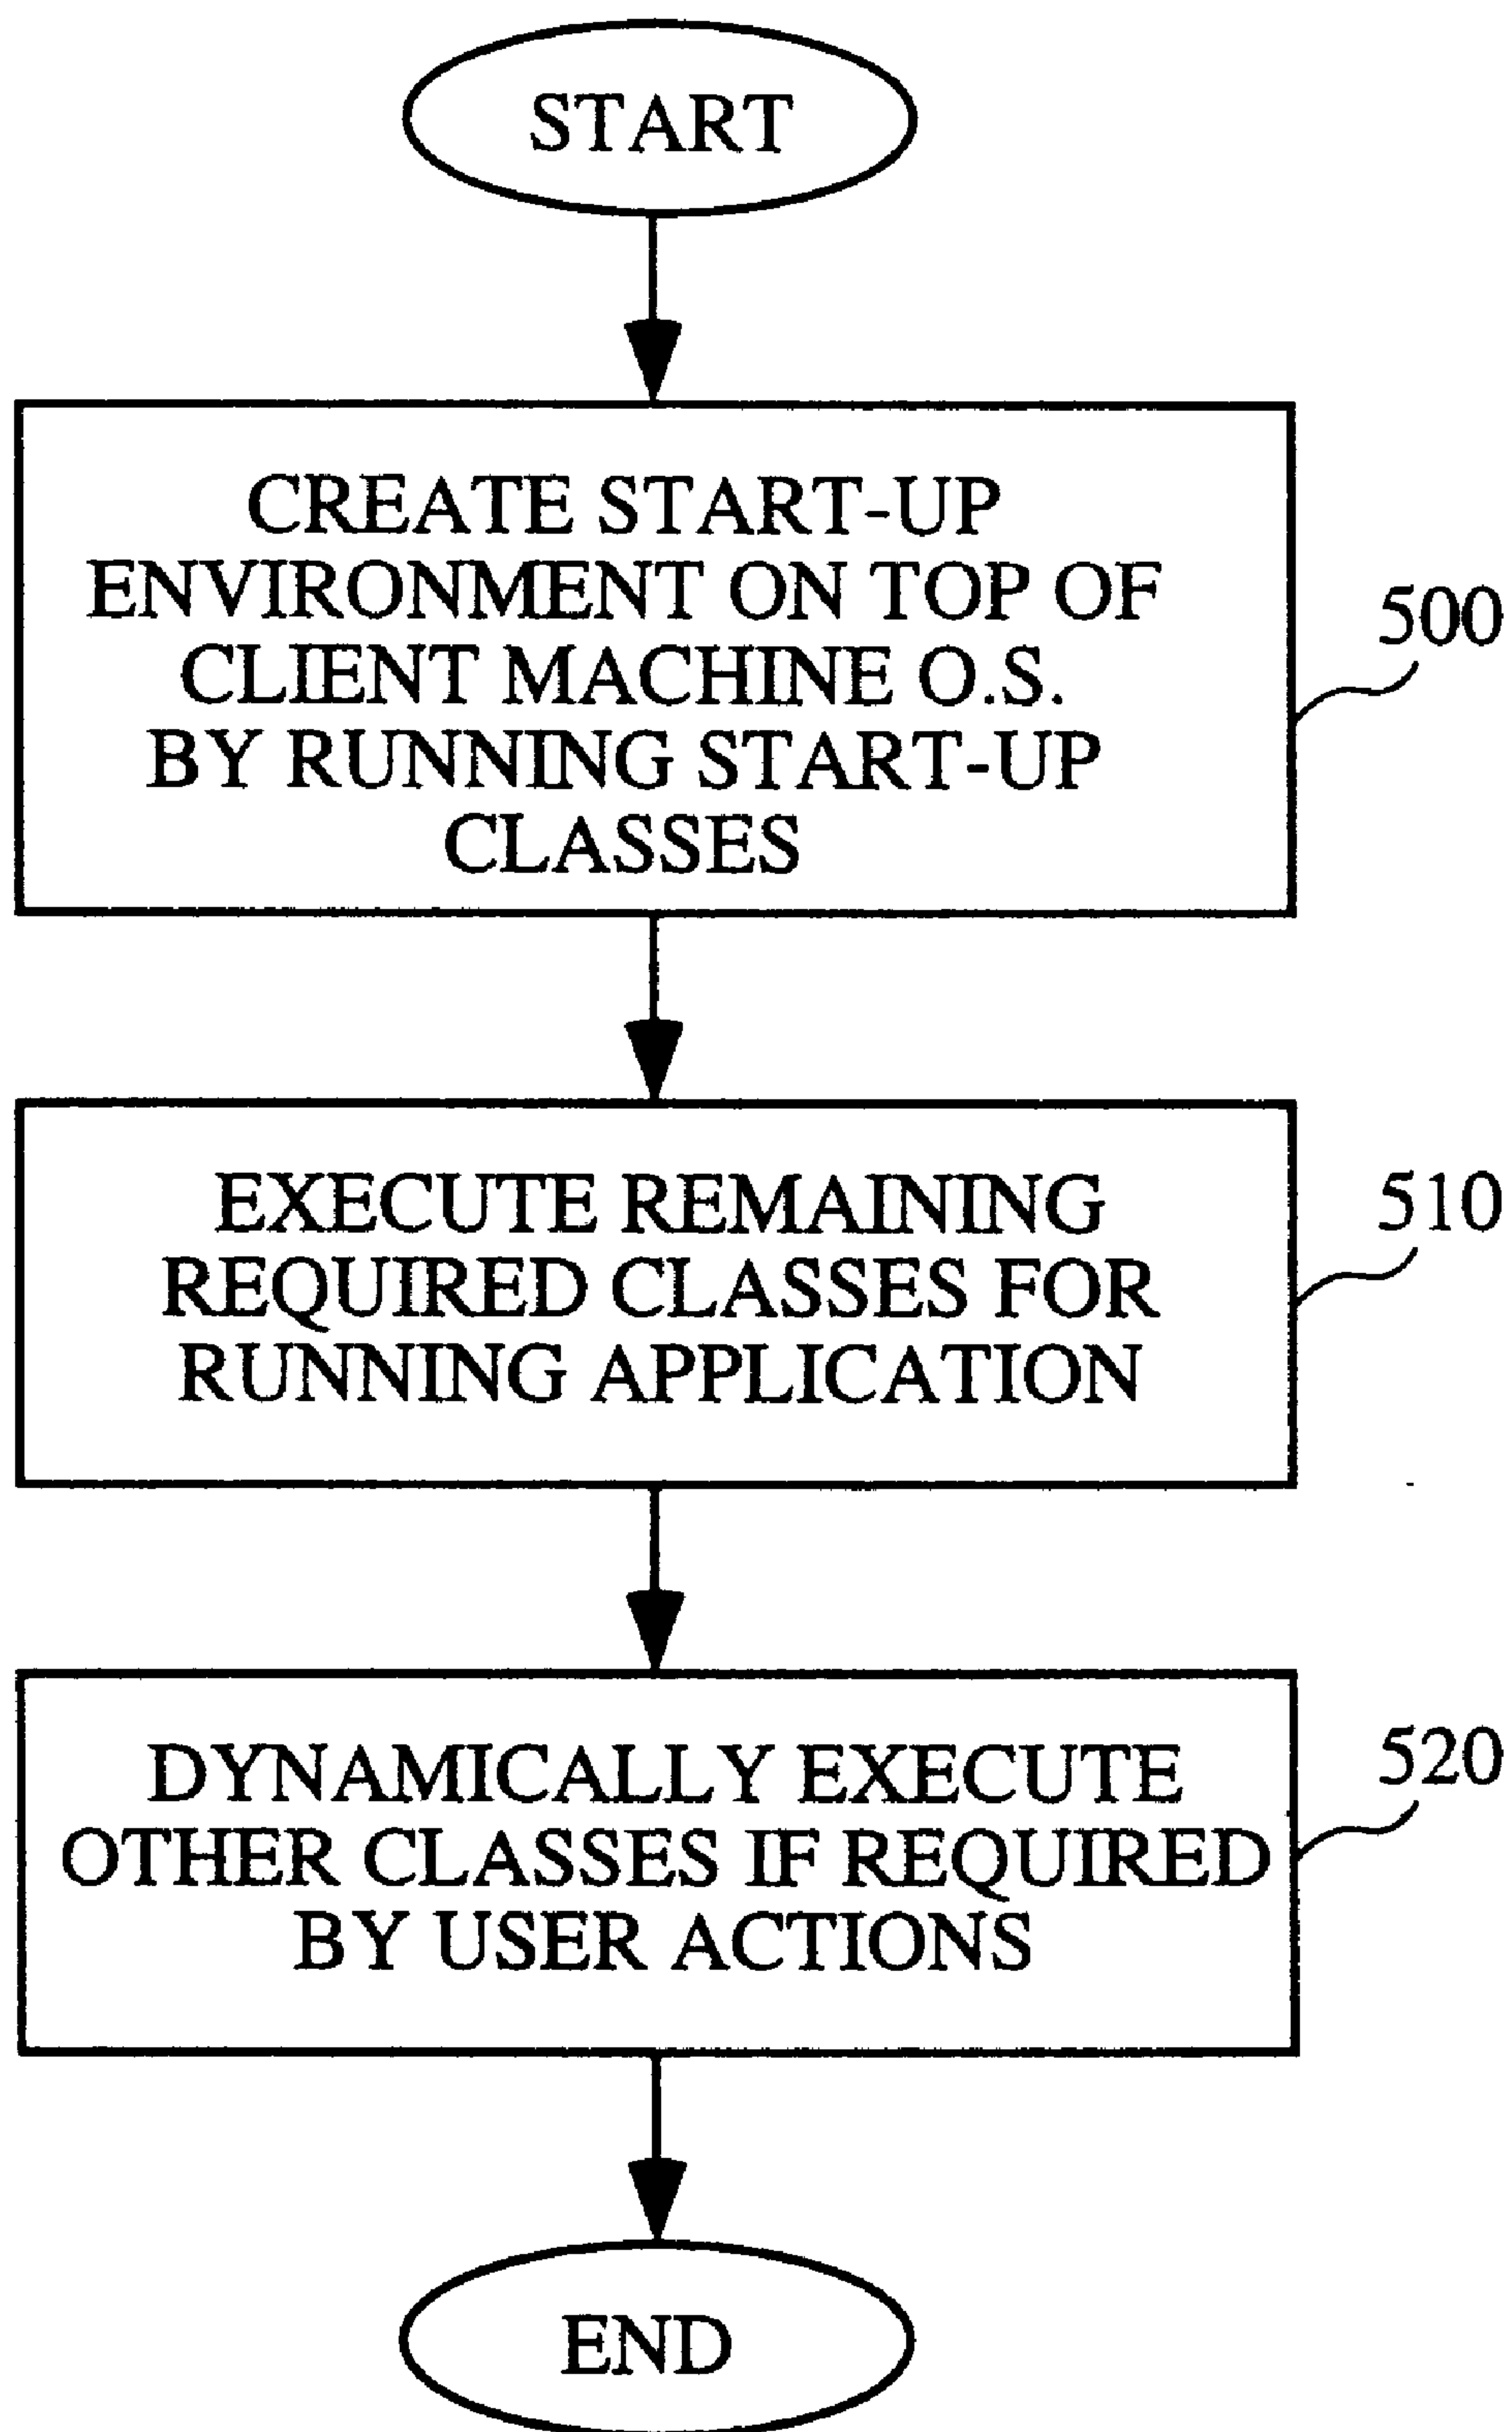 START
CREATE START-UP
ENVIRONMENT ON TOP OF
CLIENT MACHINE O.S.
BY RUNNING START-UP
CLASSES
500
EXECUTE REMAINING
REQUIRED CLASSES FOR
RUNNING APPLICATION
510
DYNAMICALLY EXECUTE
OTHER CLASSES IF REQUIRED
BY USER ACTIONS
520
END